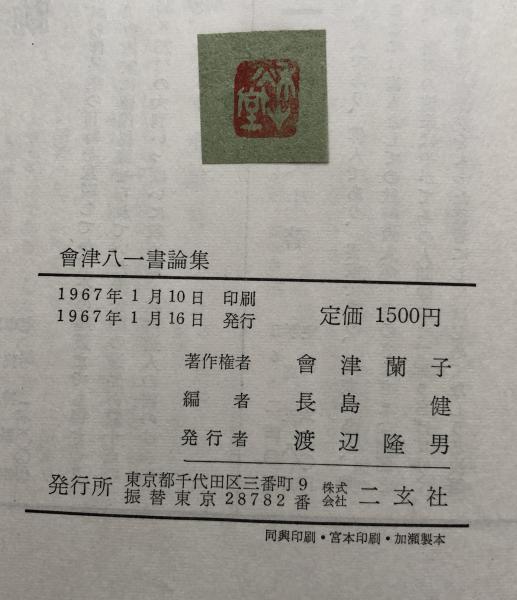 會津八一書論集
1967年1月10日 印刷
1967年1月16日 発行
定価 1500円
著作権者 會津蘭子
編者 長島健
発行者 渡辺隆男
発行所 東京都千代田区三番町9 株式会社 二玄社
振替東京28782番
同興印刷・宮本印刷・加瀬製本